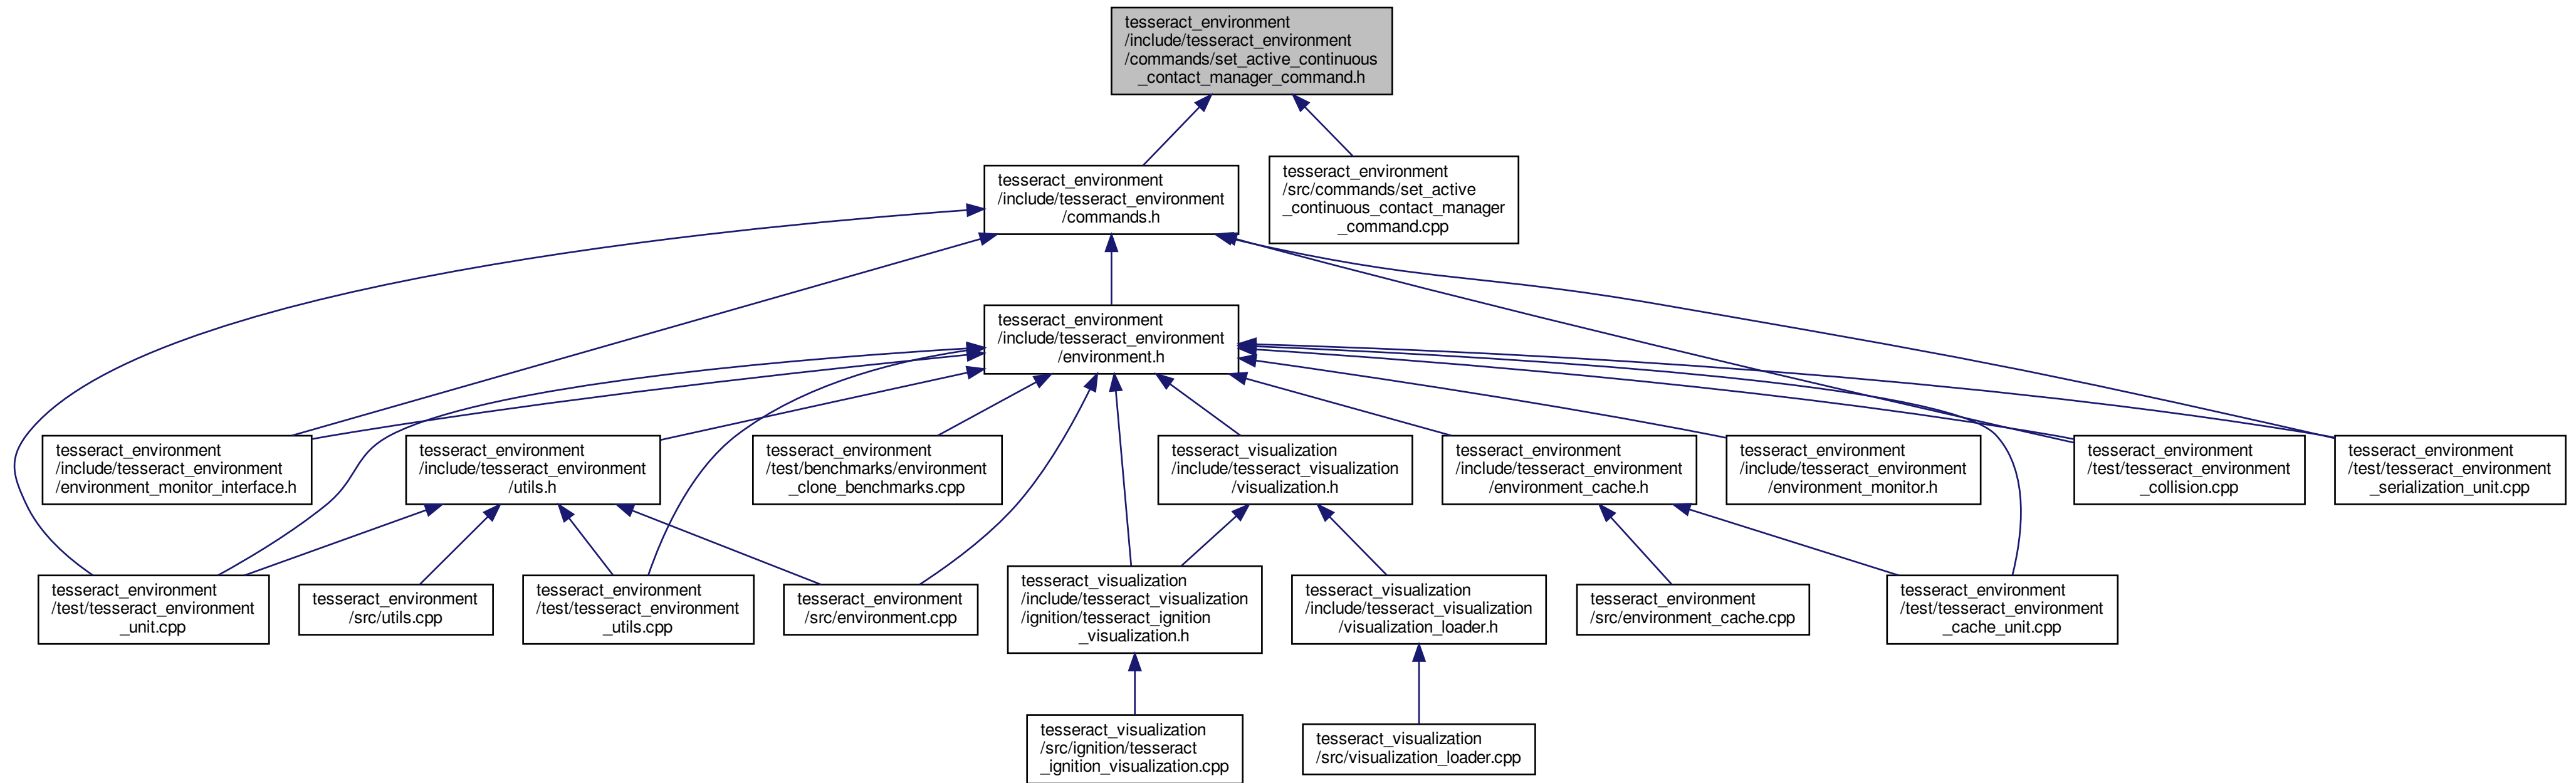 tesseract_environment
/include/tesseract_environment
/commands/set_active_continuous
_contact_manager_command.h
tesseract_environment
/include/tesseract_environment
/commands.h
tesseract_environment
/src/commands/set_active
_continuous_contact_manager
_command.cpp
tesseract_environment
/include/tesseract_environment
/environment.h
tesseract_environment
/include/tesseract_environment
/environment_monitor_interface.h
tesseract_environment
/include/tesseract_environment
/utils.h
tesseract_environment
/test/benchmarks/environment
_clone_benchmarks.cpp
tesseract_visualization
/include/tesseract_visualization
/visualization.h
tesseract_environment
/include/tesseract_environment
/environment_cache.h
tesseract_environment
/include/tesseract_environment
/environment_monitor.h
tesseract_environment
/test/tesseract_environment
_collision.cpp
tesseract_environment
/test/tesseract_environment
_serialization_unit.cpp
tesseract_environment
/test/tesseract_environment
_unit.cpp
tesseract_environment
/src/utils.cpp
tesseract_environment
/test/tesseract_environment
_utils.cpp
tesseract_environment
/src/environment.cpp
tesseract_visualization
/include/tesseract_visualization
/ignition/tesseract_ignition
_visualization.h
tesseract_visualization
/include/tesseract_visualization
/visualization_loader.h
tesseract_environment
/src/environment_cache.cpp
tesseract_environment
/test/tesseract_environment
_cache_unit.cpp
tesseract_visualization
/src/ignition/tesseract
_ignition_visualization.cpp
tesseract_visualization
/src/visualization_loader.cpp